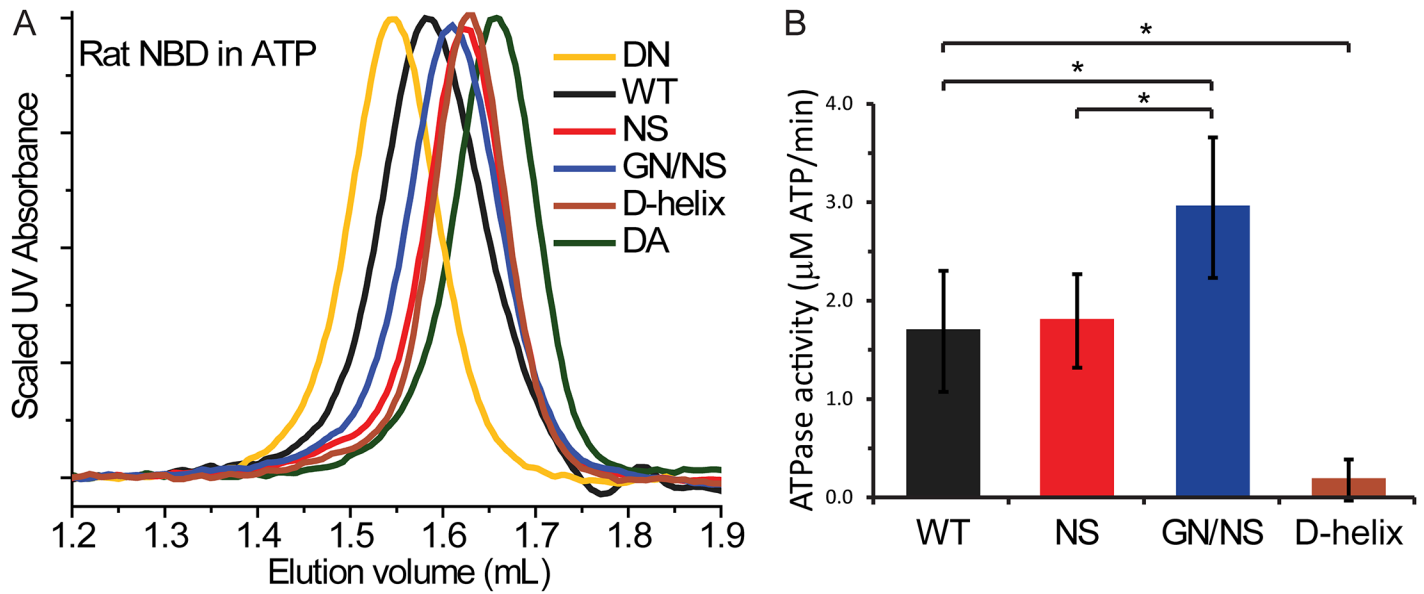 A
Rat NBD in ATP
DN
WT
NS
GN/NS
D-helix
DA
Scaled UV Absorbance
1.2 1.3 1.4 1.5 1.6 1.7 1.8 1.9
Elution volume (mL)
B
*
*
*
ATPase activity (μM ATP/min)
4.0
3.0
2.0
1.0
0.0
WT NS GN/NS D-helix